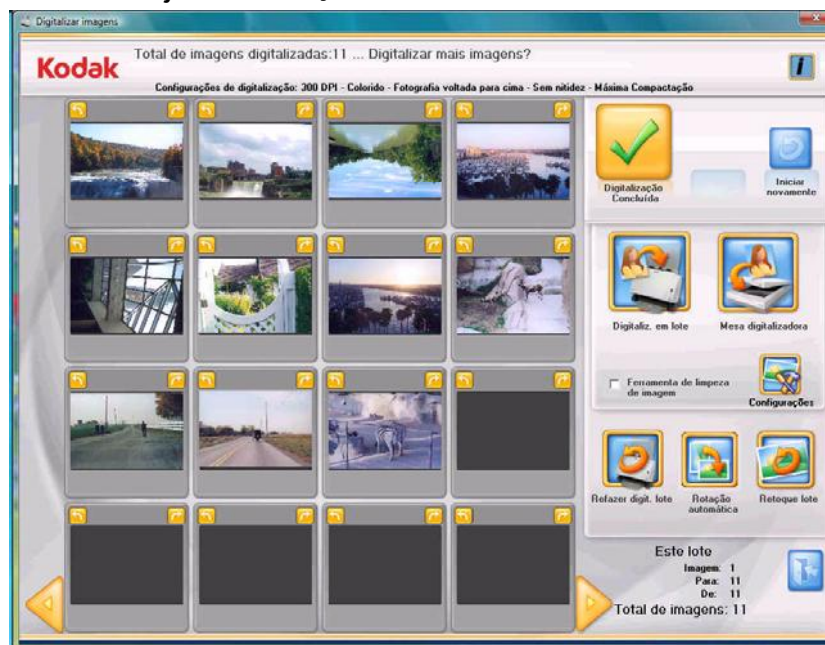 Digitalizar imagens
Kodak
Total de imagens digitalizadas:11 ... Digitalizar mais imagens?
i
Configurações de digitalização: 300 DPI - Colorido - Fotografia voltada para cima - Sem nitidez - Máxima Compactação
Digitalização
Concluída
Iniciar
novamente
Digitaliz. em lote
Mesa digitalizadora
Ferramenta de limpeza
de imagem
Configurações
Refazer digit. lote
Rotação
automática
Retoque lote
Este lote
Imagem: 1
Para: 11
De: 11
Total de imagens: 11